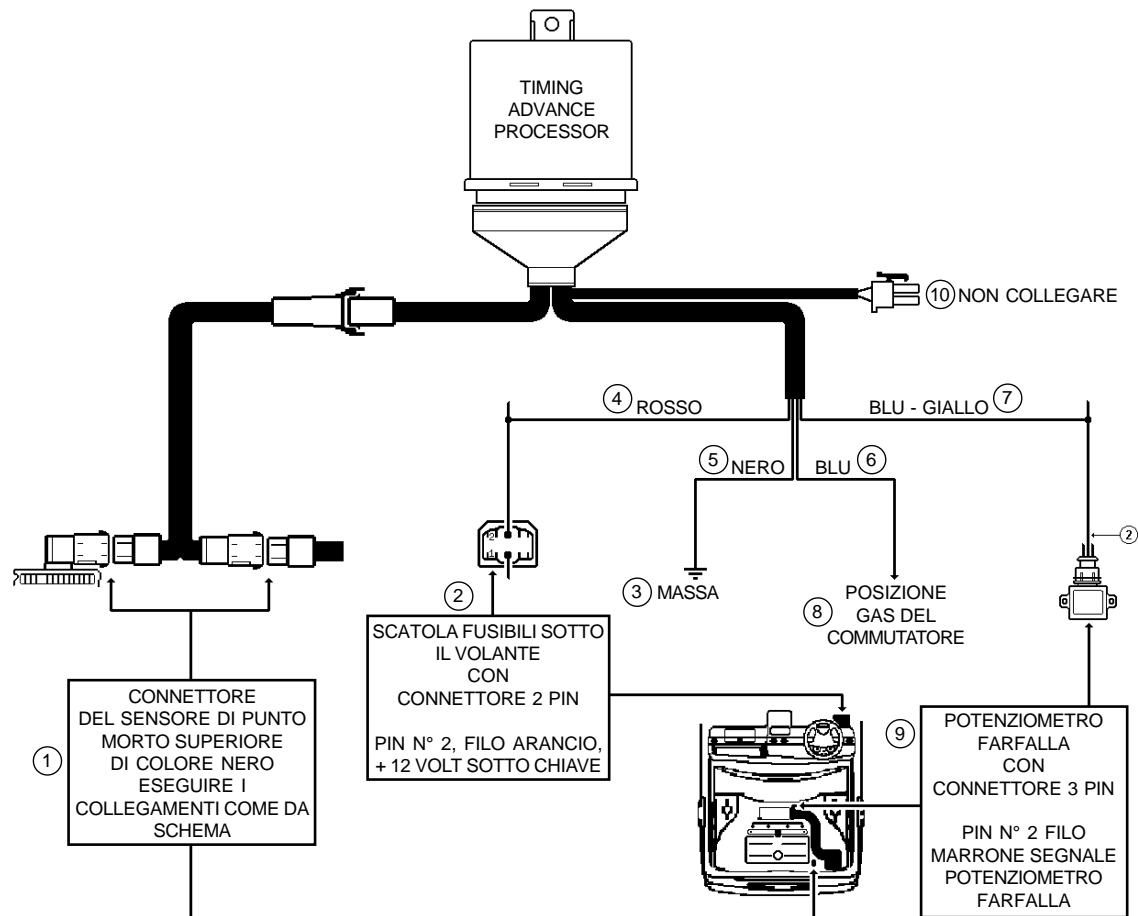 TIMING
ADVANCE
PROCESSOR
10 NON COLLEGARE
4 ROSSO
BLU - GIALLO 7
5 NERO
BLU 6
2
2
1
2
3 MASSA
8
POSIZIONE
GAS DEL
COMMUTATORE
SCATOLA FUSIBILI SOTTO
IL VOLANTE
CON
CONNETTORE 2 PIN
PIN N° 2, FILO ARANCIO,
+ 12 VOLT SOTTO CHIAVE
1
CONNETTORE
DEL SENSORE DI PUNTO
MORTO SUPERIORE
DI COLORE NERO
ESEGUIRE I
COLLEGAMENTI COME DA
SCHEMA
9
POTENZIOMETRO
FARFALLA
CON
CONNETTORE 3 PIN
PIN N° 2 FILO
MARRONE SEGNALE
POTENZIOMETRO
FARFALLA